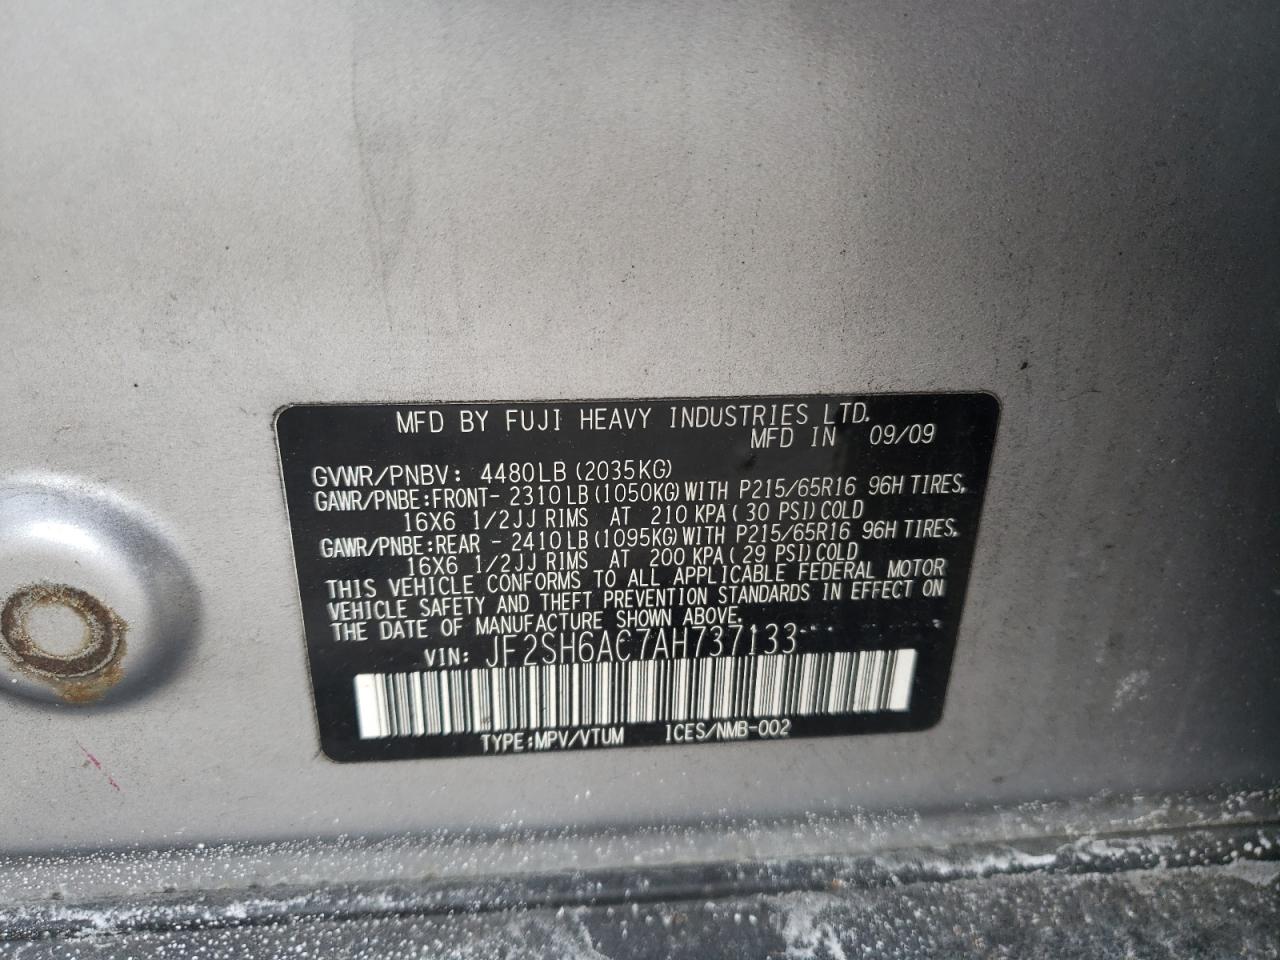 MFD BY FUJI HEAVY INDUSTRIES LTD.
MFD IN 09/09
GVWR/PNBV: 4480LB(2035KG)
GAWR/PNBE:FRONT- 2310LB(1050KG)WITH P215/65R16 96H TIRES,
16X6 1/2JJ RIMS AT 210 KPA(30 PSI)COLD
GAWR/PNBE:REAR - 2410LB(1095KG)WITH P215/65R16 96H TIRES,
16X6 1/2JJ RIMS AT 200 KPA(29 PSI)COLD
THIS VEHICLE CONFORMS TO ALL APPLICABLE FEDERAL MOTOR
VEHICLE SAFETY AND THEFT PREVENTION STANDARDS IN EFFECT ON
THE DATE OF MANUFACTURE SHOWN ABOVE.
VIN: JF2SH6AC7AH737133
TYPE:MPV/VTUM ICES/NMB-002